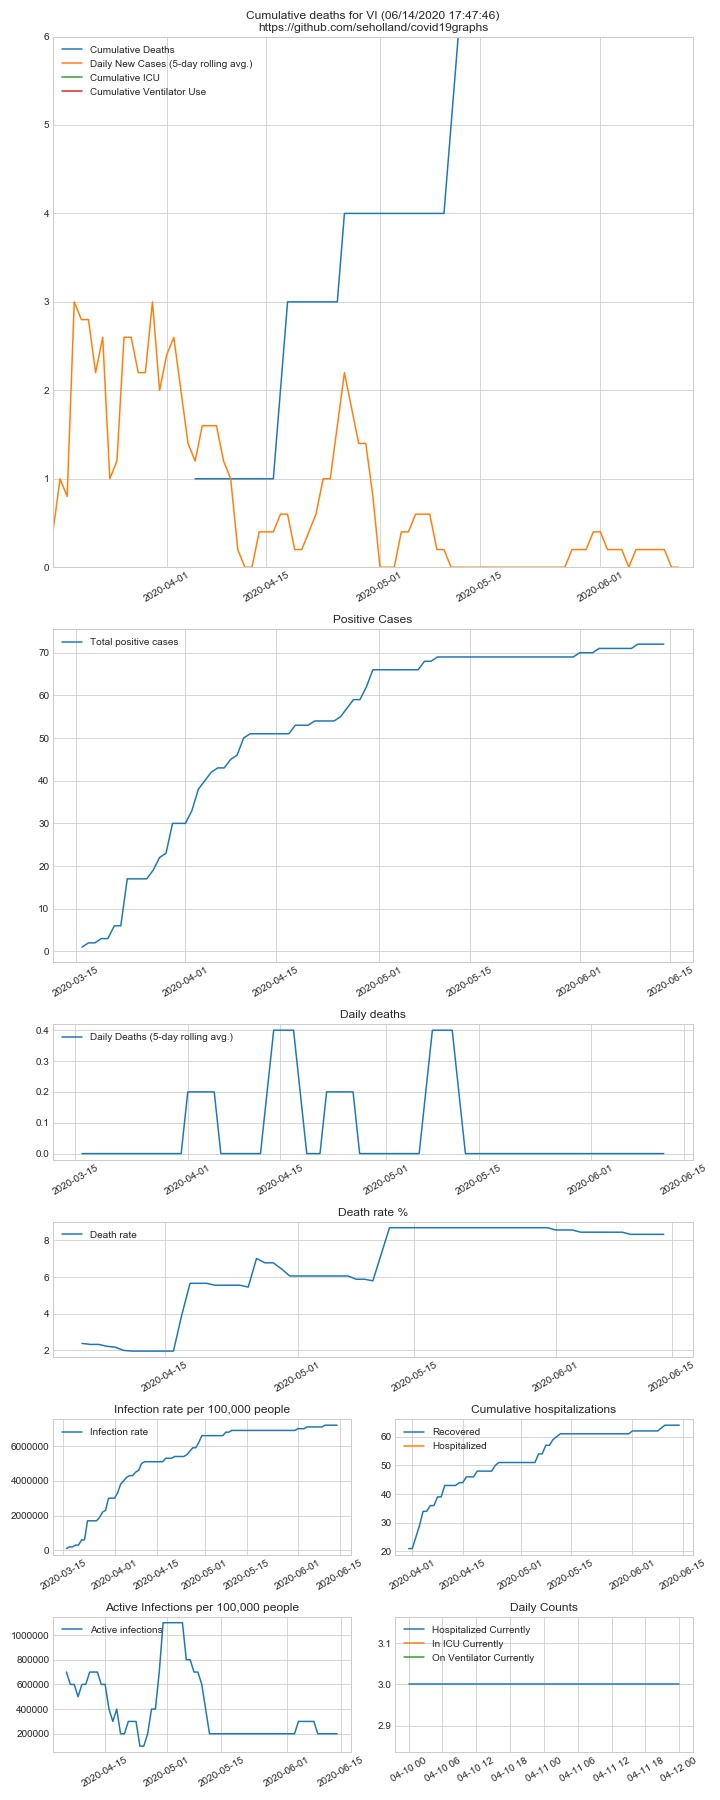 Cumulative deaths for VI (06/14/2020 17:47:46)
https://github.com/seholland/covid19graphs
Cumulative Deaths
Daily New Cases (5-day rolling avg.)
Cumulative ICU
Cumulative Ventilator Use
6
5
4
3
2
1
0
2020-04-01 2020-04-15 2020-05-01 2020-05-15 2020-06-01
Positive Cases
Total positive cases
70
60
50
40
30
20
10
0
2020-03-15 2020-04-01 2020-04-15 2020-05-01 2020-05-15 2020-06-01 2020-06-15
Daily deaths
Daily Deaths (5-day rolling avg.)
0.4
0.3
0.2
0.1
0.0
2020-03-15 2020-04-01 2020-04-15 2020-05-01 2020-05-15 2020-06-01 2020-06-15
Death rate %
Death rate
8
6
4
2
2020-04-15 2020-05-01 2020-05-15 2020-06-01 2020-06-15
Infection rate per 100,000 people
Infection rate
6000000
4000000
2000000
0
2020-03-15 2020-04-01 2020-04-15 2020-05-01 2020-05-15 2020-06-01 2020-06-15
Cumulative hospitalizations
Recovered
Hospitalized
60
50
40
30
20
2020-04-01 2020-04-15 2020-05-01 2020-05-15 2020-06-01 2020-06-15
Active Infections per 100,000 people
Active infections
1000000
800000
600000
400000
200000
2020-04-15 2020-05-01 2020-05-15 2020-06-01 2020-06-15
Daily Counts
Hospitalized Currently
In ICU Currently
On Ventilator Currently
3.1
3.0
2.9
04-10 00 04-10 06 04-10 12 04-10 18 04-11 00 04-11 06 04-11 12 04-11 18 04-12 00